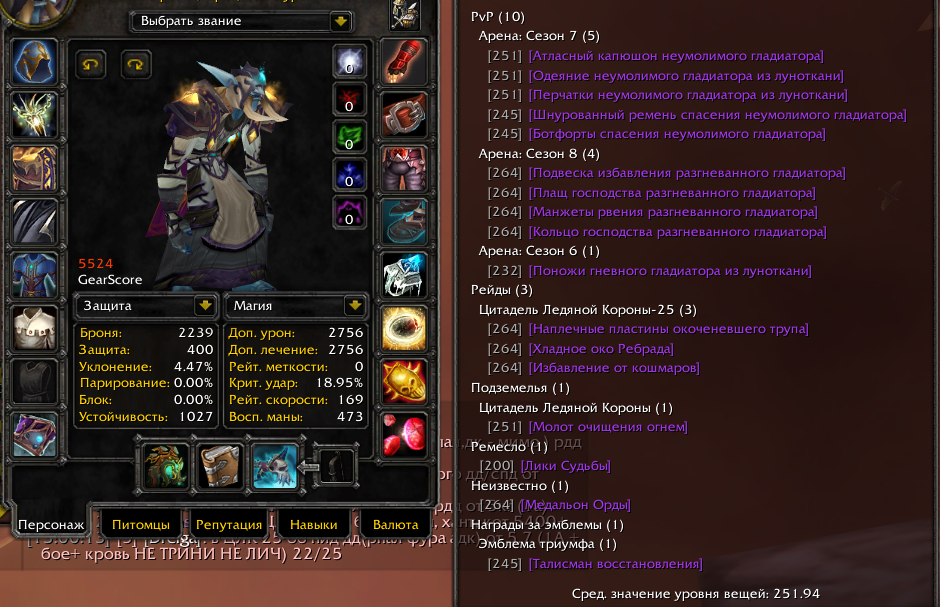 Выбрать звание
0
0
0
0
0
5524
GearScore
Защита
Магия
Броня: 2239
Защита: 400
Уклонение: 4.47%
Парирование: 0.00%
Блок: 0.00%
Устойчивость: 1027
Доп. урон: 2756
Доп. лечение: 2756
Рейт. меткости: 0
Крит. удар: 18.95%
Рейт. скорости: 169
Восп. маны: 473
Персонаж
Питомцы
Репутация
Навыки
Валюта
бое+ кровь НЕ ТРИНИ НЕ ЛИЧ) 22/25
PvP (10)
Арена: Сезон 7 (5)
[251] [Атласный капюшон неумолимого гладиатора]
[251] [Одеяние неумолимого гладиатора из луноткани]
[251] [Перчатки неумолимого гладиатора из луноткани]
[245] [Шнурованный ремень спасения неумолимого гладиатора]
[245] [Ботфорты спасения неумолимого гладиатора]
Арена: Сезон 8 (4)
[264] [Подвеска избавления разгневанного гладиатора]
[264] [Плащ господства разгневанного гладиатора]
[264] [Манжеты рвения разгневанного гладиатора]
[264] [Кольцо господства разгневанного гладиатора]
Арена: Сезон 6 (1)
[232] [Поножи гневного гладиатора из луноткани]
Рейды (3)
Цитадель Ледяной Короны-25 (3)
[264] [Наплечные пластины окоченевшего трупа]
[264] [Хладное око Ребрада]
[264] [Избавление от кошмаров]
Подземелья (1)
Цитадель Ледяной Короны (1)
[251] [Молот очищения огнем]
Ремесло (1)
[200] [Лики Судьбы]
Неизвестно (1)
[264] [Медальон Орды]
Награды за эмблемы (1)
Эмблема триумфа (1)
[245] [Талисман восстановления]
Сред. значение уровня вещей: 251.94